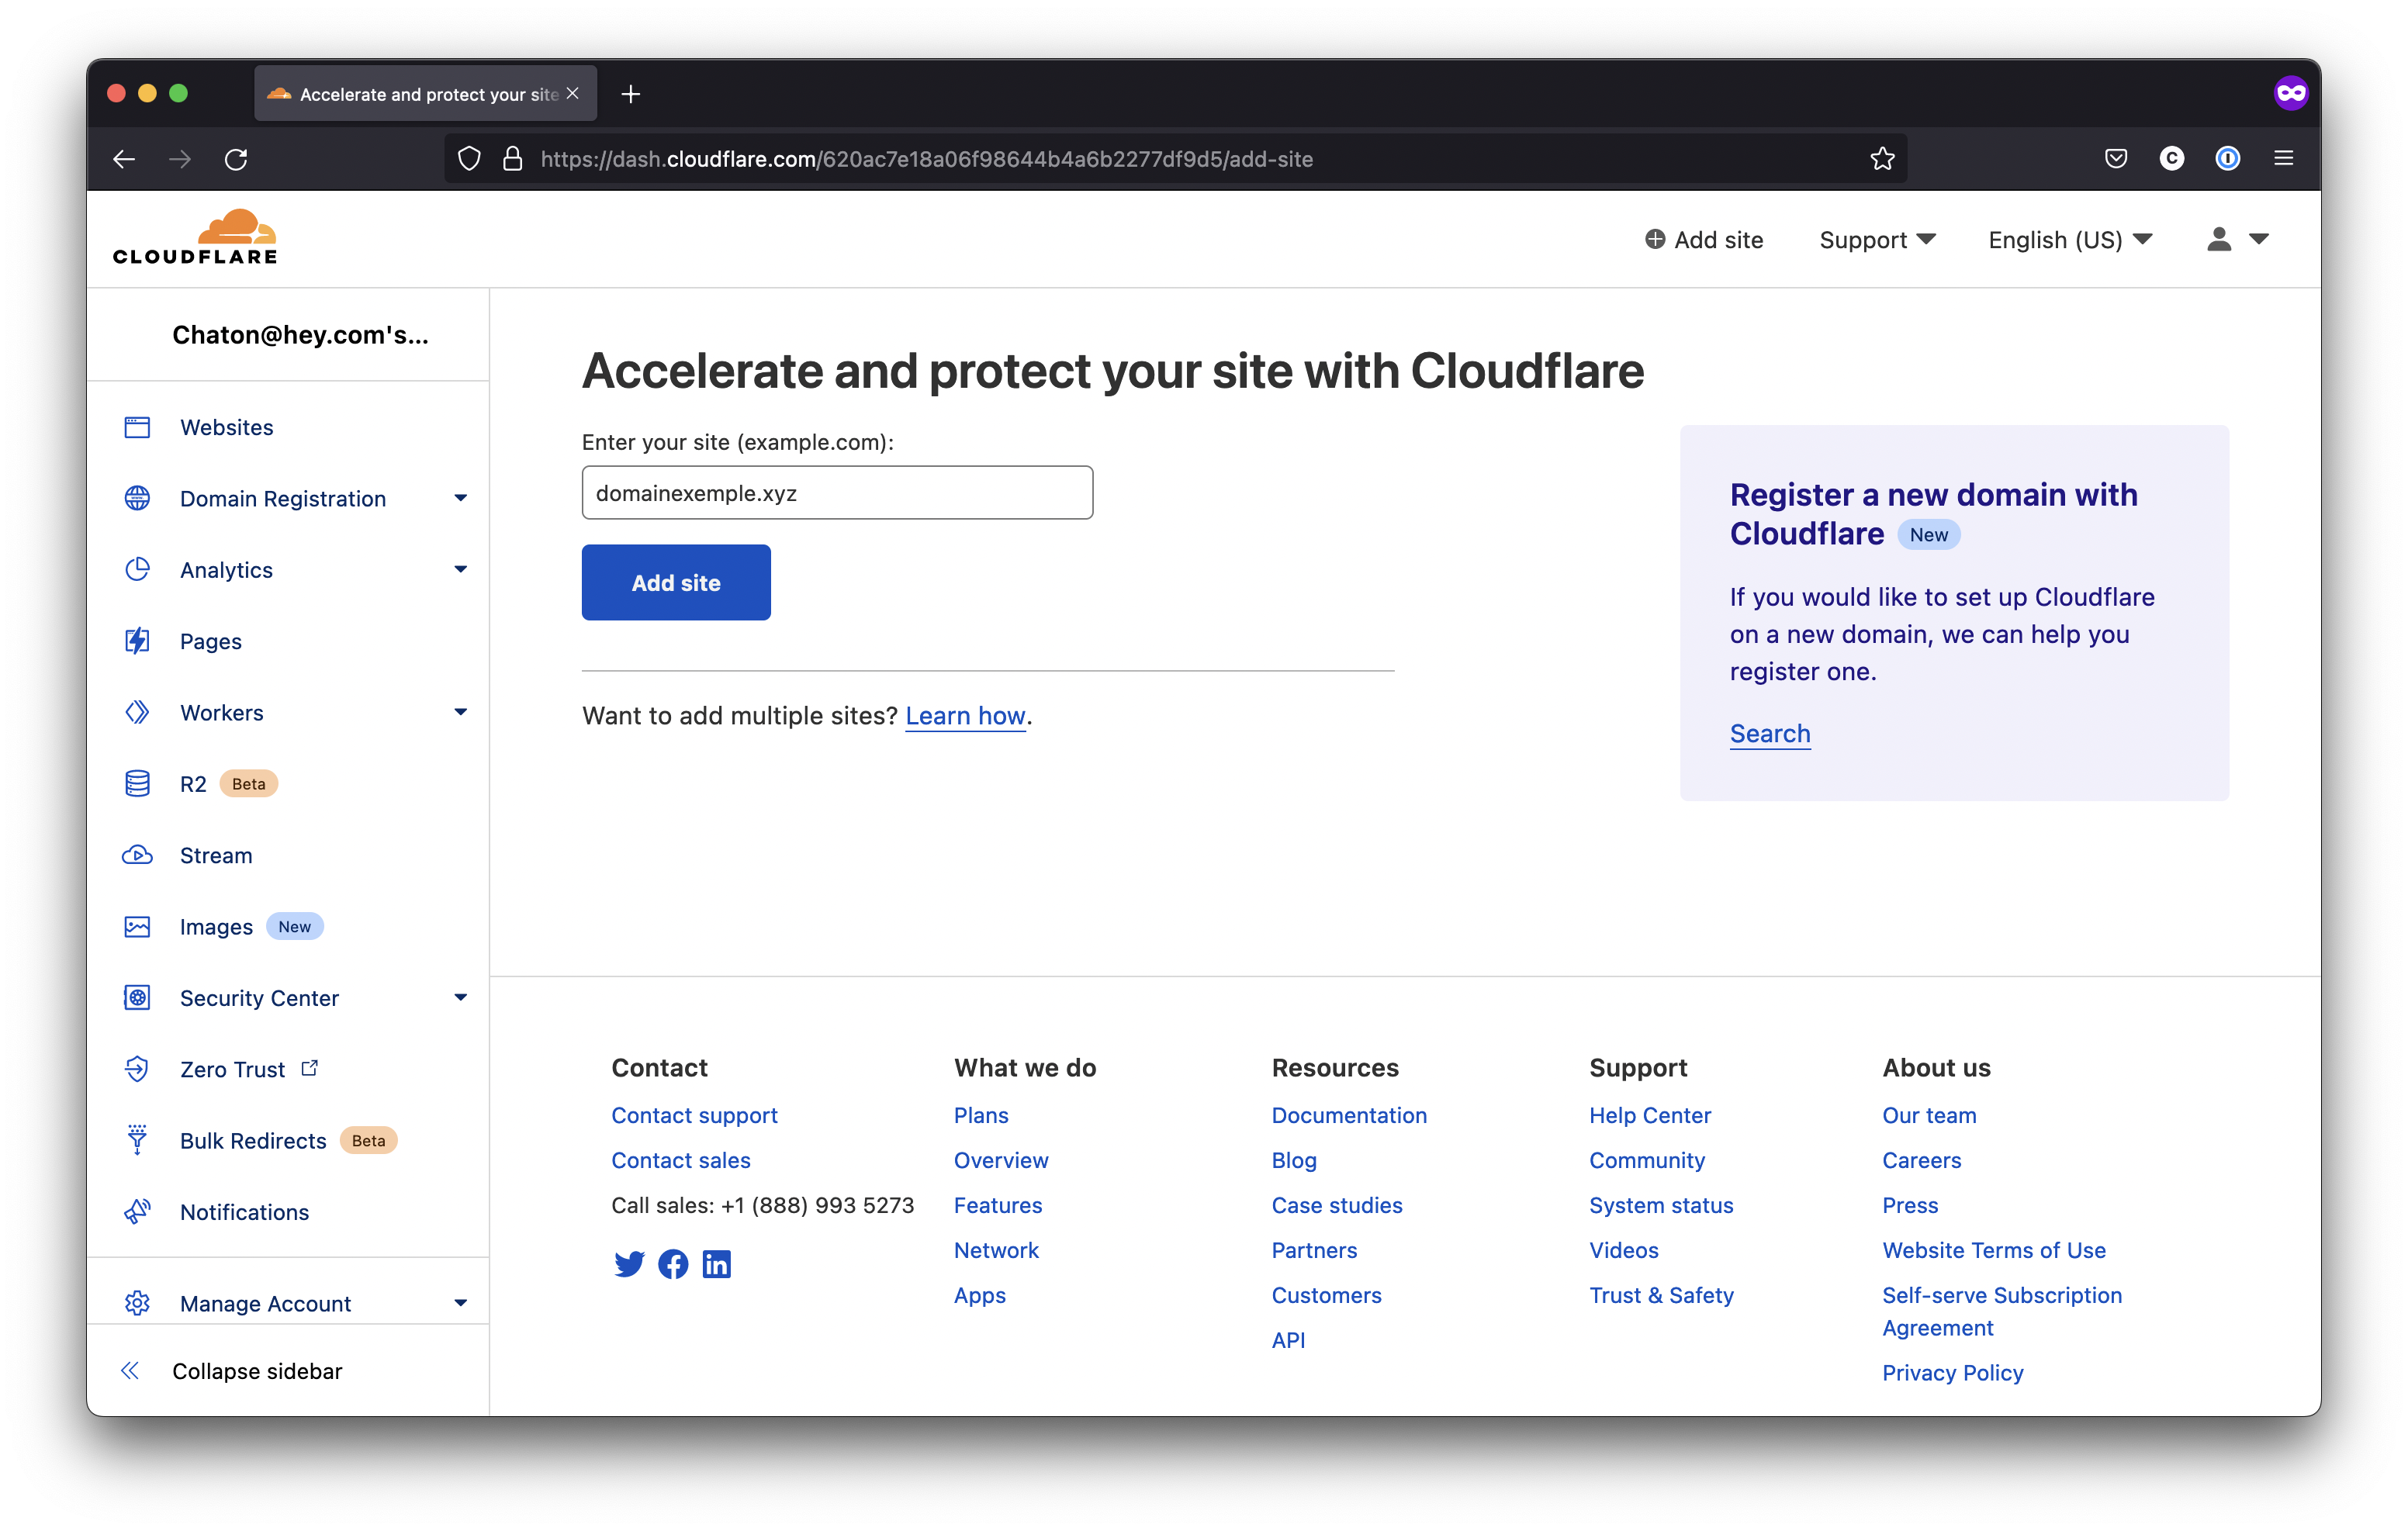 Accelerate and protect your site
https://dash.cloudflare.com/620ac7e18a06f98644b4a6b2277df9d5/add-site
CLOUDFLARE
Add site
Support
English (US)
Chaton@hey.com's...
Websites
Domain Registration
Analytics
Pages
Workers
R2 Beta
Stream
Images New
Security Center
Zero Trust
Bulk Redirects Beta
Notifications
Manage Account
Collapse sidebar
Accelerate and protect your site with Cloudflare
Enter your site (example.com):
domainexemple.xyz
Add site
Want to add multiple sites? Learn how.
Register a new domain with
Cloudflare New
If you would like to set up Cloudflare
on a new domain, we can help you
register one.
Search
Contact
Contact support
Contact sales
Call sales: +1 (888) 993 5273
What we do
Plans
Overview
Features
Network
Apps
Resources
Documentation
Blog
Case studies
Partners
Customers
API
Support
Help Center
Community
System status
Videos
Trust & Safety
About us
Our team
Careers
Press
Website Terms of Use
Self-serve Subscription
Agreement
Privacy Policy